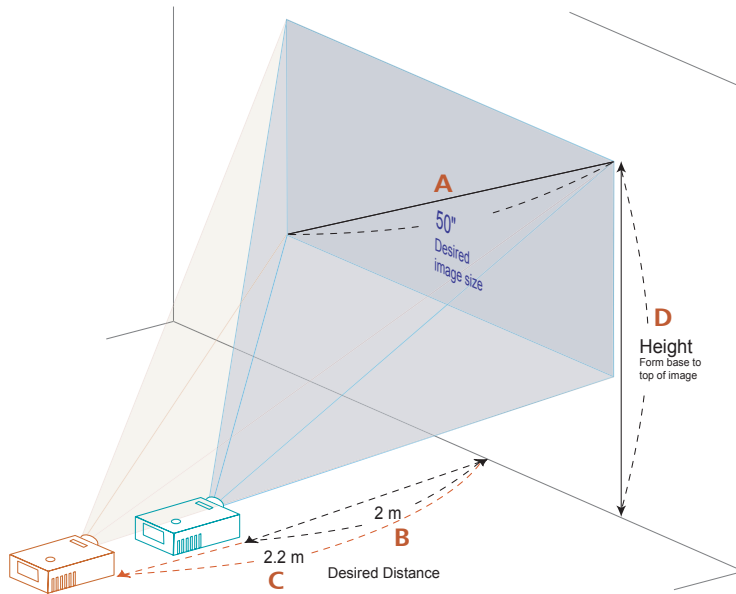 A
50"
Desired
image size
D
Height
Form base to
top of image
2 m
B
2.2 m
C
Desired Distance